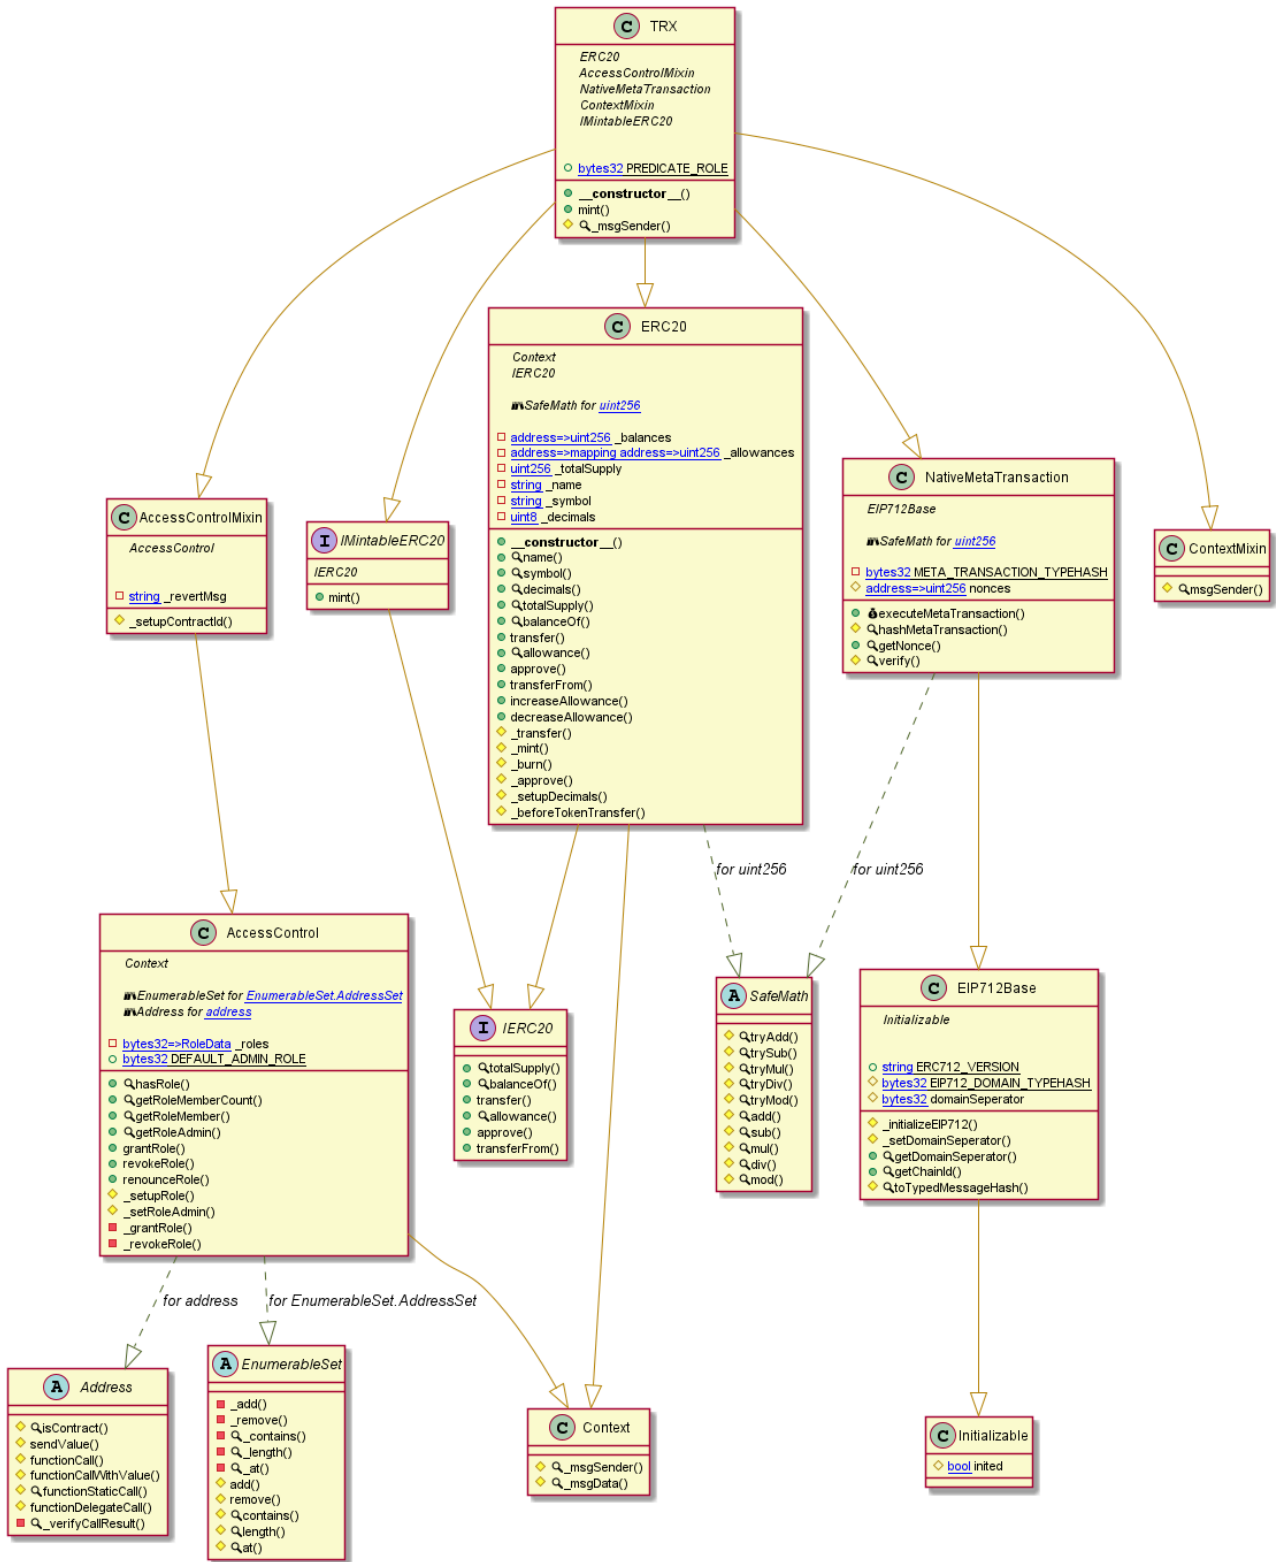 C TRX
ERC20
AccessControlMixin
NativeMetaTransaction
ContextMixin
IMintableERC20
bytes32 PREDICATE_ROLE
__constructor__()
mint()
_msgSender()
C ERC20
Context
IERC20
SafeMath for uint256
address=>uint256 _balances
address=>mapping address=>uint256 _allowances
uint256 _totalSupply
string _name
string _symbol
uint8 _decimals
__constructor__()
name()
symbol()
decimals()
totalSupply()
balanceOf()
transfer()
allowance()
approve()
transferFrom()
increaseAllowance()
decreaseAllowance()
_transfer()
_mint()
_burn()
_approve()
_setupDecimals()
_beforeTokenTransfer()
C AccessControlMixin
AccessControl
string _revertMsg
_setupContractId()
I IMintableERC20
IERC20
mint()
C NativeMetaTransaction
EIP712Base
SafeMath for uint256
bytes32 META_TRANSACTION_TYPEHASH
address=>uint256 nonces
executeMetaTransaction()
hashMetaTransaction()
getNonce()
verify()
C ContextMixin
msgSender()
for uint256
for uint256
C AccessControl
Context
EnumerableSet for EnumerableSet.AddressSet
Address for address
bytes32=>RoleData _roles
bytes32 DEFAULT_ADMIN_ROLE
hasRole()
getRoleMemberCount()
getRoleMember()
getRoleAdmin()
grantRole()
revokeRole()
renounceRole()
_setupRole()
_setRoleAdmin()
_grantRole()
_revokeRole()
I IERC20
totalSupply()
balanceOf()
transfer()
allowance()
approve()
transferFrom()
A SafeMath
tryAdd()
trySub()
tryMul()
tryDiv()
tryMod()
add()
sub()
mul()
div()
mod()
C EIP712Base
Initializable
string ERC712_VERSION
bytes32 EIP712_DOMAIN_TYPEHASH
bytes32 domainSeperator
_initializeEIP712()
_setDomainSeperator()
getDomainSeperator()
getChainId()
toTypedMessageHash()
for address
for EnumerableSet.AddressSet
A Address
isContract()
sendValue()
functionCall()
functionCallWithValue()
functionStaticCall()
functionDelegateCall()
_verifyCallResult()
A EnumerableSet
_add()
_remove()
_contains()
_length()
_at()
add()
remove()
contains()
length()
at()
C Context
_msgSender()
_msgData()
C Initializable
bool inited